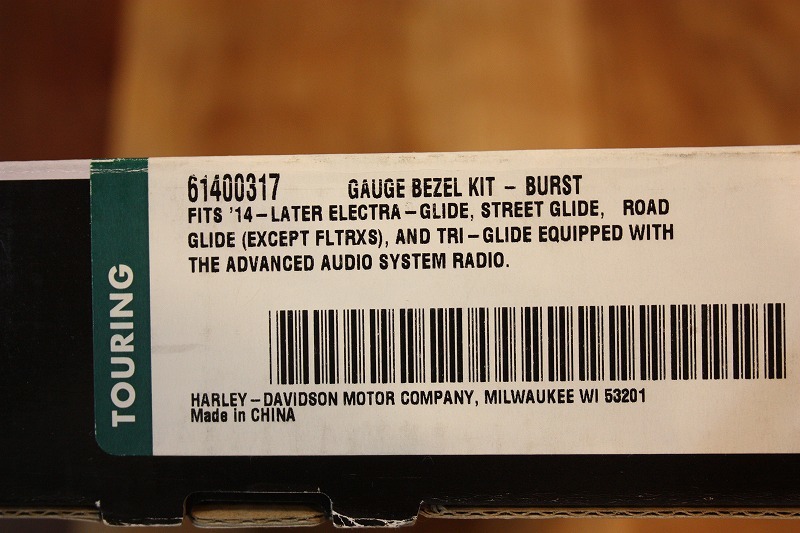 61400317 GAUGE BEZEL KIT - BURST
FITS '14-LATER ELECTRA-GLIDE, STREET GLIDE, ROAD
GLIDE (EXCEPT FLTRXS), AND TRI-GLIDE EQUIPPED WITH
THE ADVANCED AUDIO SYSTEM RADIO.
TOURING
HARLEY-DAVIDSON MOTOR COMPANY, MILWAUKEE WI 53201
Made in CHINA